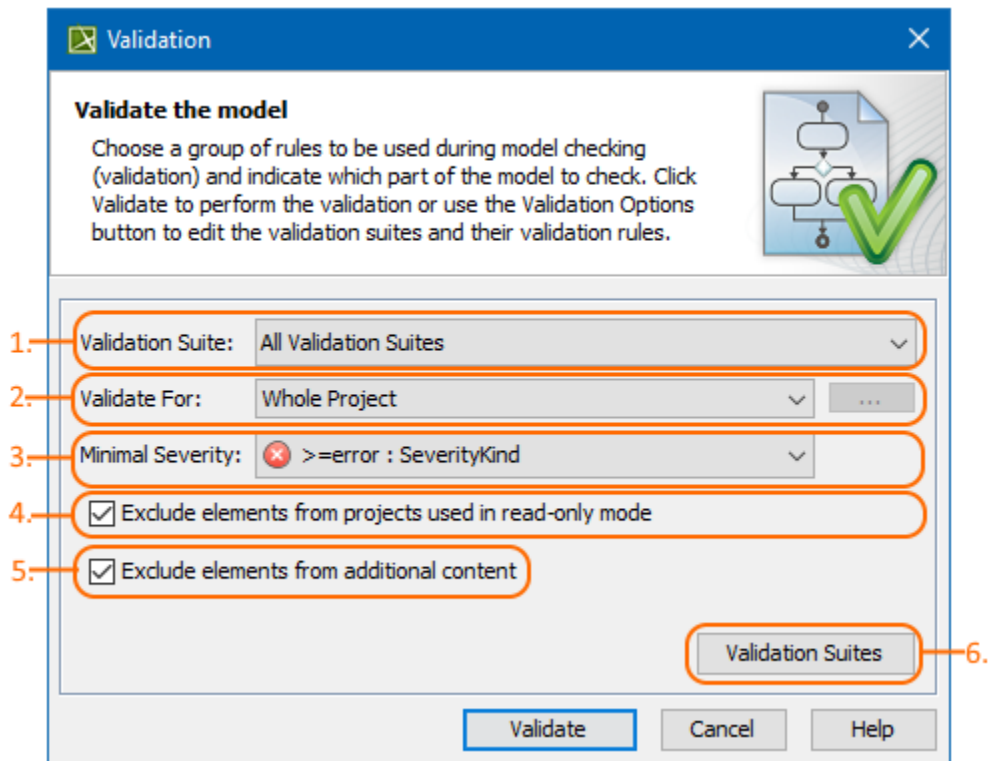 Validation
Validate the model
Choose a group of rules to be used during model checking
(validation) and indicate which part of the model to check. Click
Validate to perform the validation or use the Validation Options
button to edit the validation suites and their validation rules.
1. Validation Suite: All Validation Suites
2. Validate For: Whole Project ...
3. Minimal Severity: >=error : SeverityKind
4. Exclude elements from projects used in read-only mode
5. Exclude elements from additional content
Validation Suites 6.
Validate Cancel Help